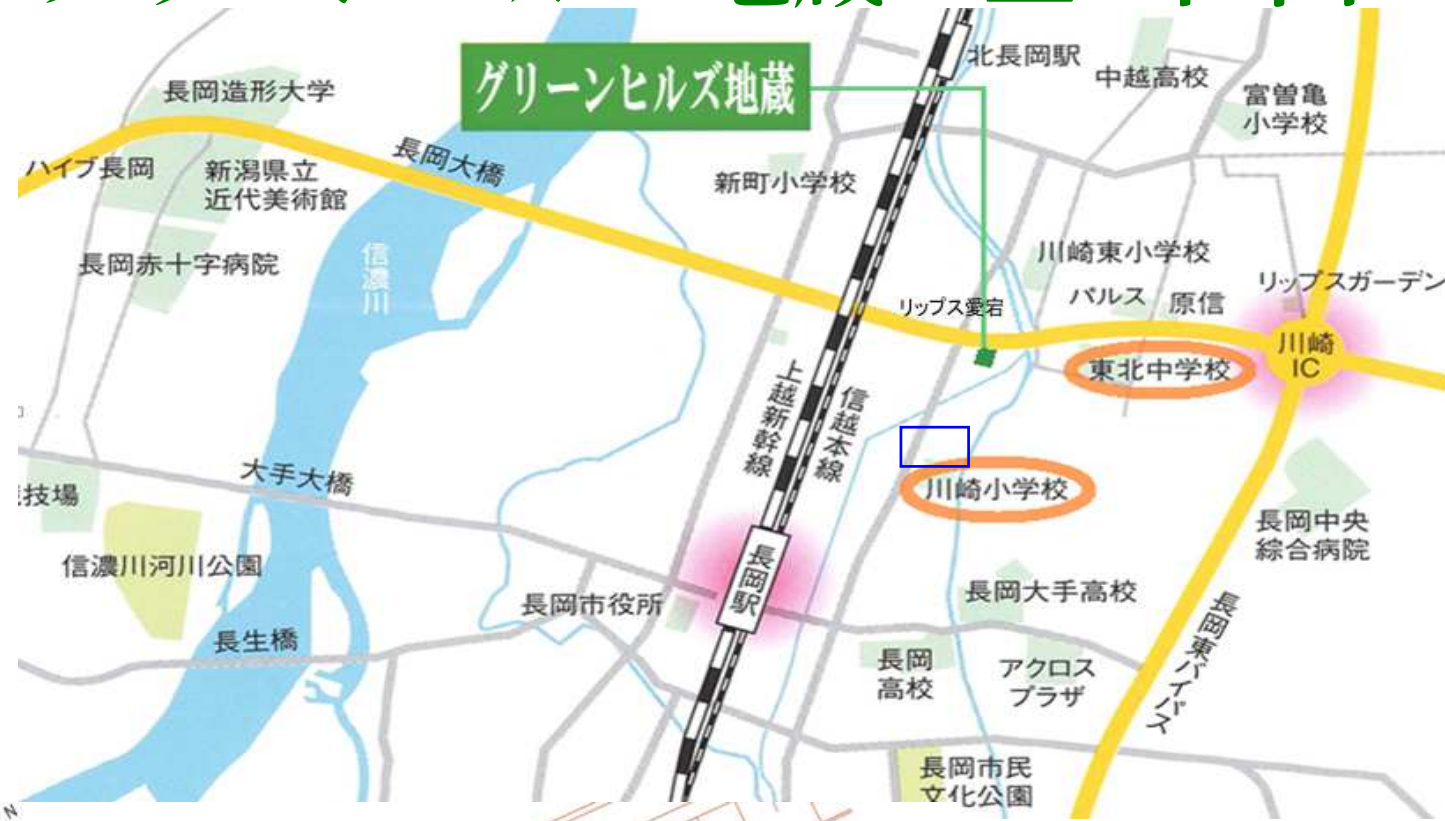 グリーンヒルズ地蔵
北長岡駅
中越高校
富曽亀
小学校
長岡造形大学
ハイブ長岡
新潟県立
近代美術館
長岡大橋
新町小学校
長岡赤十字病院
信濃川
川崎東小学校
パルス
原信
リップスガーデン
リップス愛宕
川崎
IC
東北中学校
上越新幹線
信越本線
川崎小学校
大手大橋
技場
信濃川河川公園
長岡中央
綜合病院
長岡駅
長岡市役所
長岡大手高校
長生橋
長岡
高校
アクロス
プラザ
長岡東バイパス
長岡市民
文化公園
N